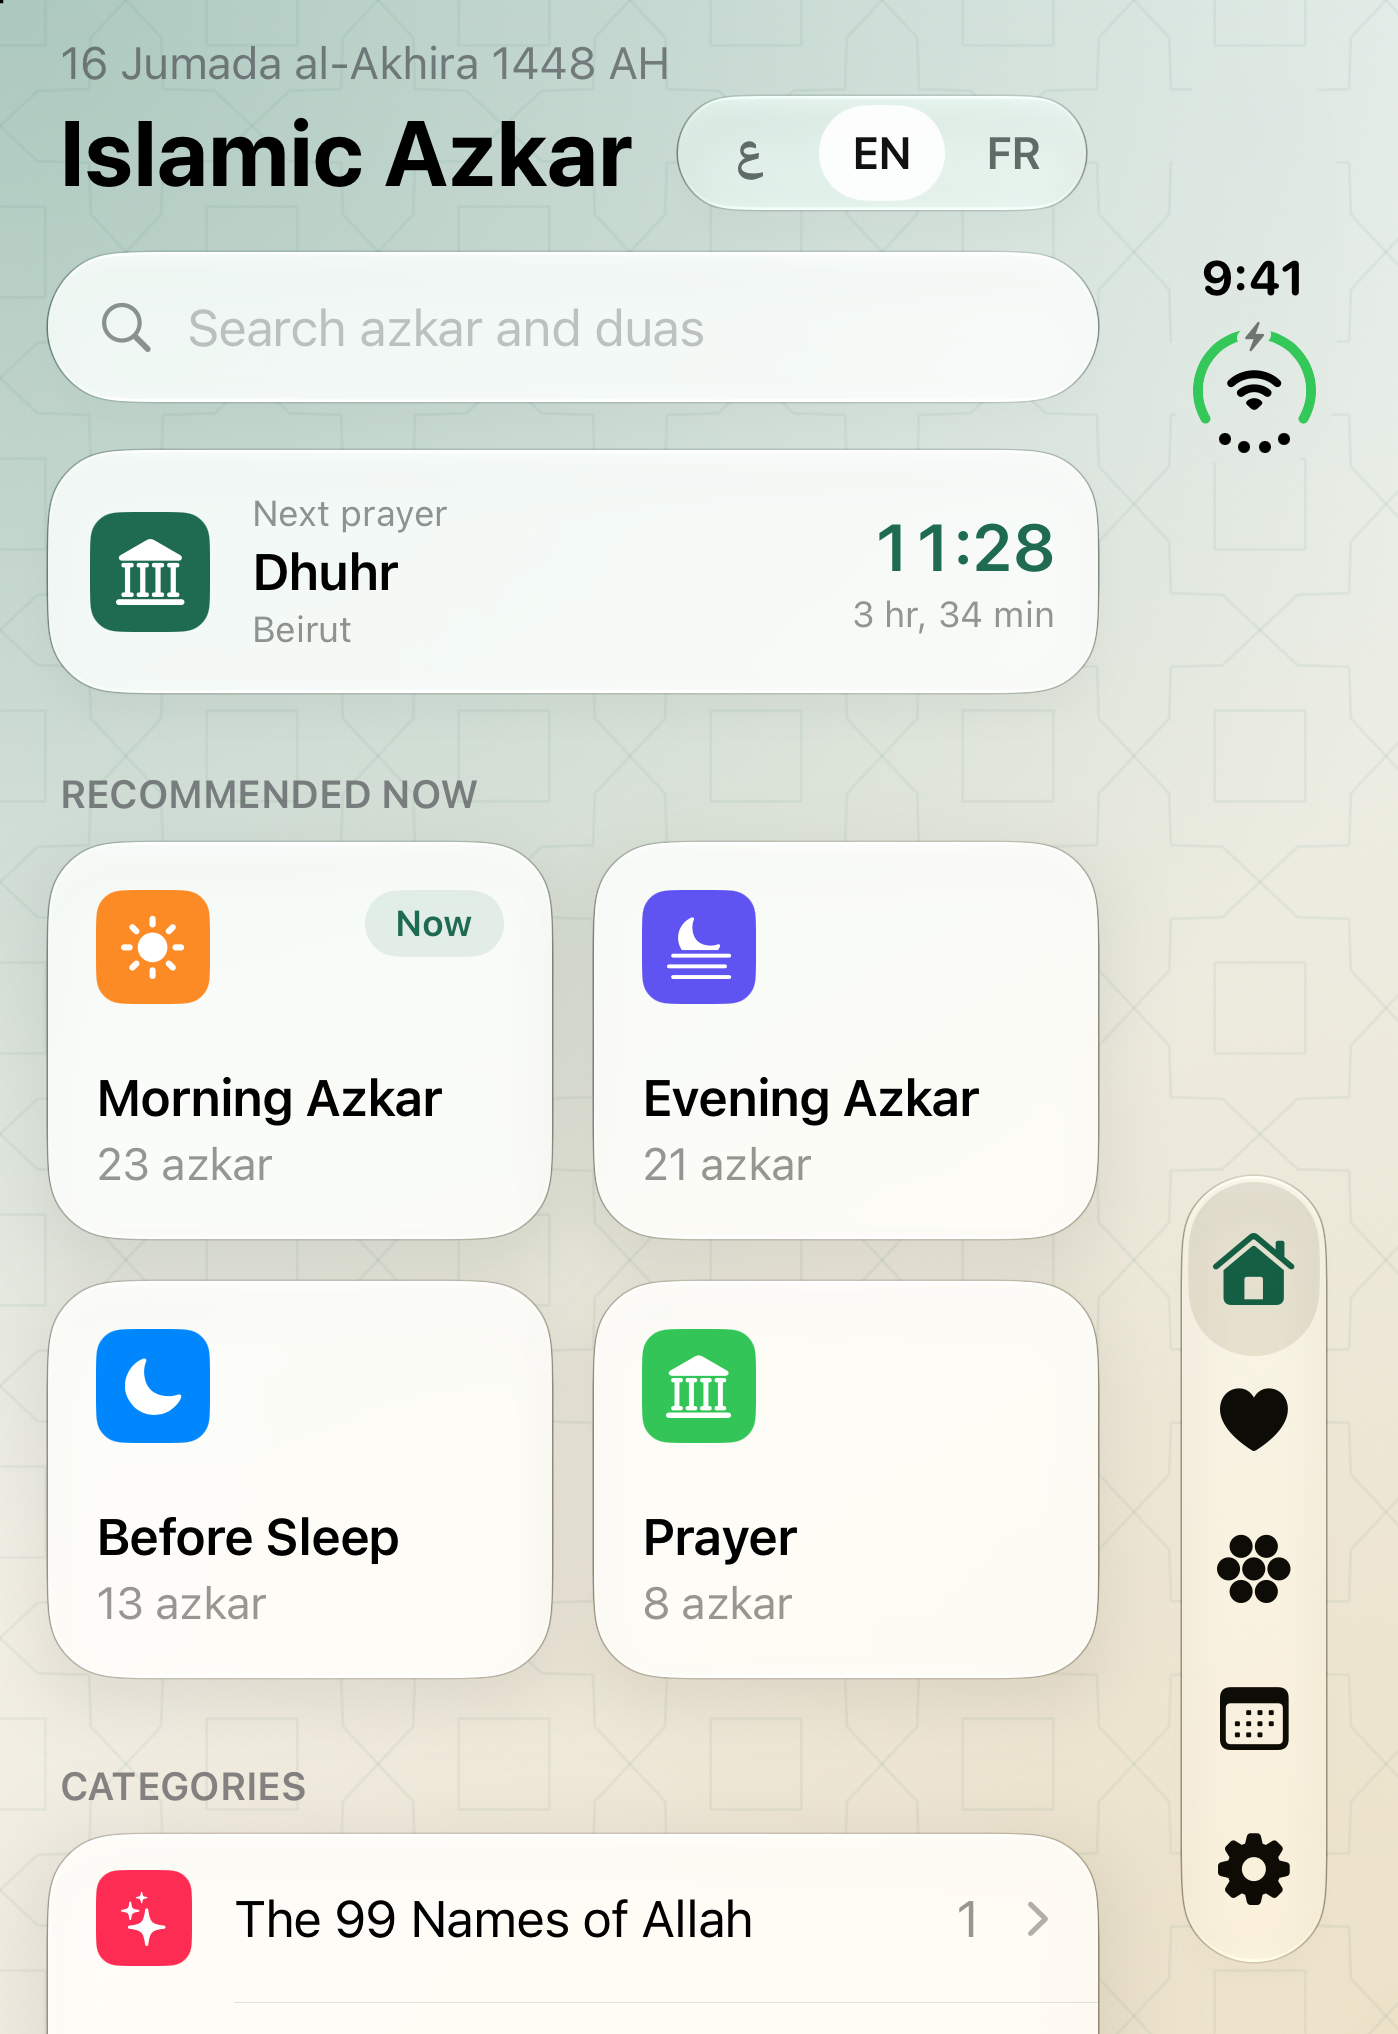 16 Jumada al-Akhira 1448 AH
Islamic Azkar
ع EN FR
9:41
Search azkar and duas
Next prayer
Dhuhr
Beirut
11:28
3 hr, 34 min
RECOMMENDED NOW
Now
Morning Azkar
23 azkar
Evening Azkar
21 azkar
Before Sleep
13 azkar
Prayer
8 azkar
CATEGORIES
The 99 Names of Allah 1